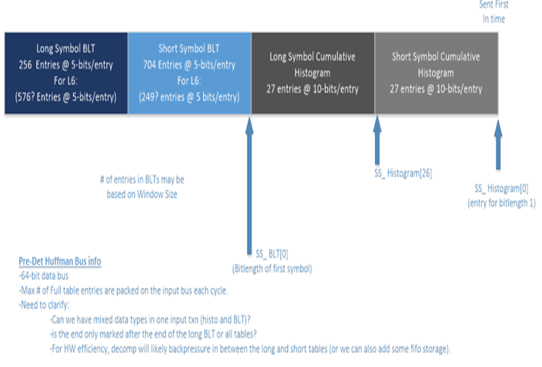 Sent First
In time
Long Symbol BLT
256 Entries @ 5-bits/entry
For L6:
(576? Entries @ 5-bits/entry)
Short Symbol BLT
704 Entries @ 5-bits/entry
For L6:
(249? entries @ 5 bits/entry)
Long Symbol Cumulative
Histogram
27 entries @ 10-bits/entry
Short Symbol Cumulative
Histogram
27 entries @ 10-bits/entry
# of entries in BLTs may be
based on Window Size
SS_ Histogram[26]
SS_ Histogram[0]
(entry for bitlength 1)
SS_ BLT[0]
(Bitlength of first symbol)
Pre-Det Huffman Bus info
-64-bit data bus
-Max # of Full table entries are packed on the input bus each cycle.
-Need to clarify:
-Can we have mixed data types in one input txn (histo and BLT)?
-is the end only marked after the end of the long BLT or all tables?
-For HW efficiency, decomp will likely backpressure in between the long and short tables (or we can also add some fifo storage).